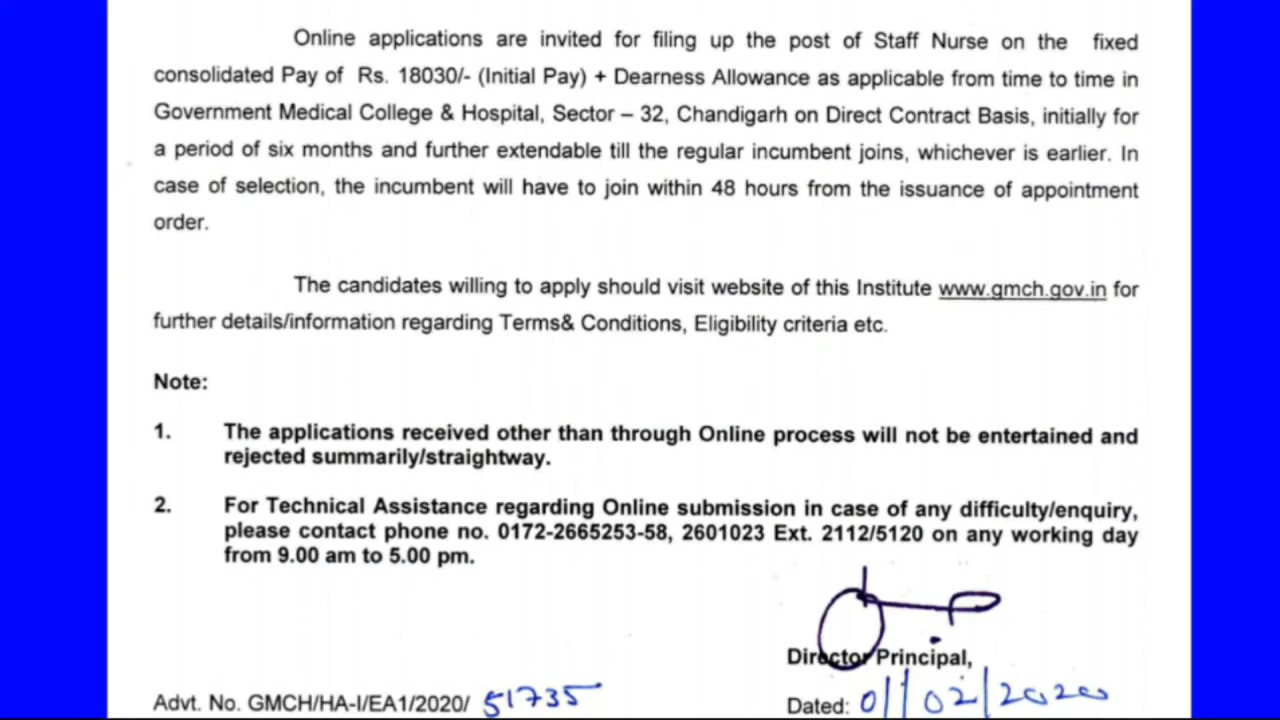 Online applications are invited for filing up the post of Staff Nurse on the fixed
consolidated Pay of Rs. 18030/- (Initial Pay) + Dearness Allowance as applicable from time to time in
Government Medical College & Hospital, Sector – 32, Chandigarh on Direct Contract Basis, initially for
a period of six months and further extendable till the regular incumbent joins, whichever is earlier. In
case of selection, the incumbent will have to join within 48 hours from the issuance of appointment
order.
The candidates willing to apply should visit website of this Institute www.gmch.gov.in for
further details/information regarding Terms& Conditions, Eligibility criteria etc.
Note:
1. The applications received other than through Online process will not be entertained and
rejected summarily/straightway.
2. For Technical Assistance regarding Online submission in case of any difficulty/enquiry,
please contact phone no. 0172-2665253-58, 2601023 Ext. 2112/5120 on any working day
from 9.00 am to 5.00 pm.
Director Principal,
Advt. No. GMCH/HA-I/EA1/2020/ 51735
Dated: 01/02/2020